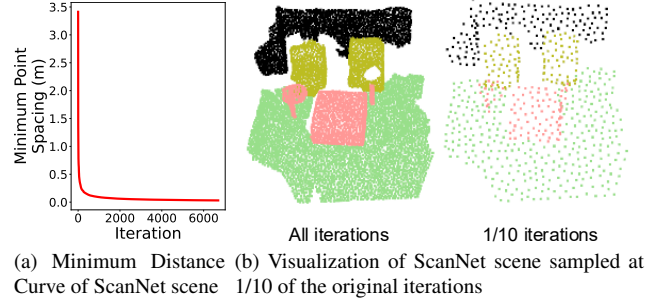 Minimum Point
Spacing (m)
3.5
3.0
2.5
2.0
1.5
1.0
0.5
0.0
0 2000 4000 6000
Iteration
All iterations
1/10 iterations
(a) Minimum Distance
Curve of ScanNet scene
(b) Visualization of ScanNet scene sampled at
1/10 of the original iterations